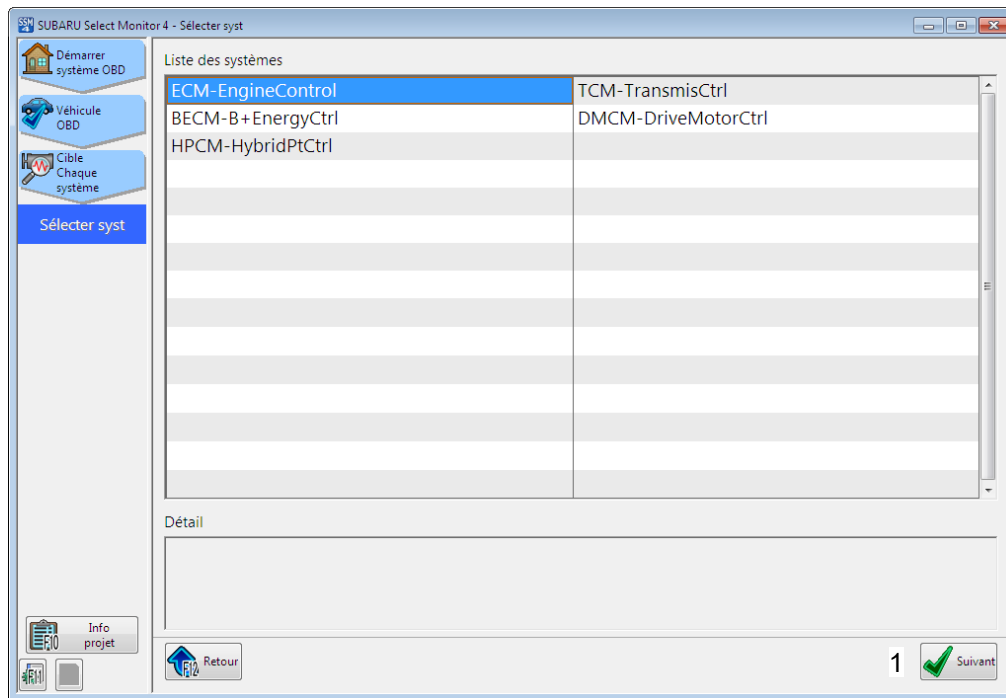 SUBARU Select Monitor 4 - Sélecter syst
Démarrer
système OBD
Véhicule
OBD
Cible
Chaque
système
Sélecter syst
Liste des systèmes
ECM-EngineControl TCM-TransmisCtrl
BECM-B+EnergyCtrl DMCM-DriveMotorCtrl
HPCM-HybridPtCtrl
Détail
F10 Info
projet
F11
F12 Retour
1 Suivant